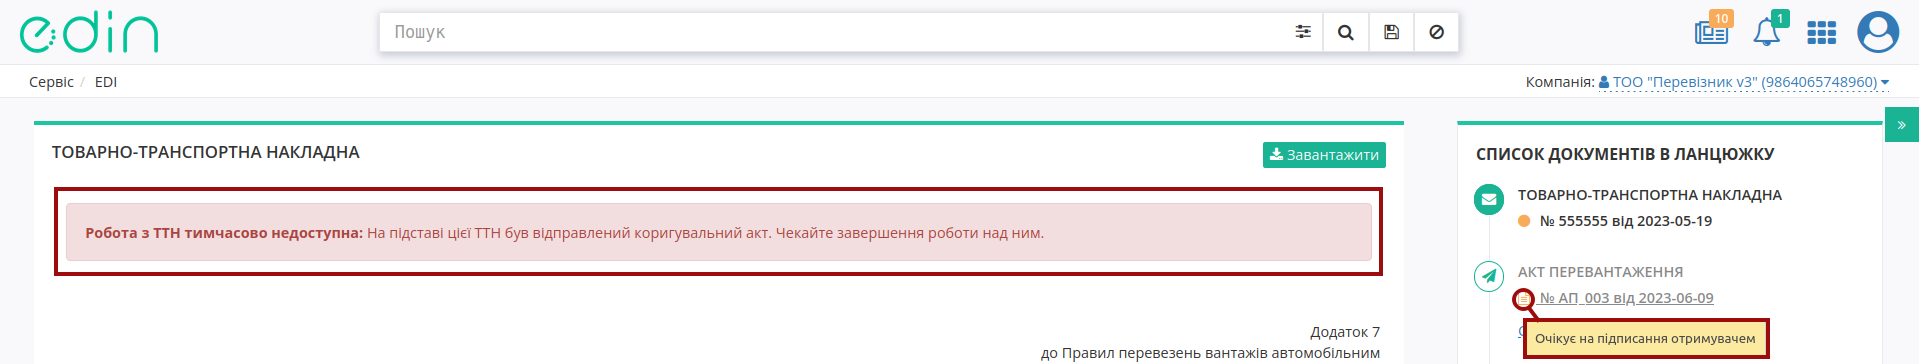 edin
Пошук
10
1
Сервіс / EDI
Компанія: ТОО "Перевізник v3" (9864065748960)
ТОВАРНО-ТРАНСПОРТНА НАКЛАДНА
Завантажити
Робота з ТТН тимчасово недоступна: На підставі цієї ТТН був відправлений коригувальний акт. Чекайте завершення роботи над ним.
Додаток 7
до Правил перевезень вантажів автомобільним
»
СПИСОК ДОКУМЕНТІВ В ЛАНЦЮЖКУ
ТОВАРНО-ТРАНСПОРТНА НАКЛАДНА
№ 555555 від 2023-05-19
АКТ ПЕРЕВАНТАЖЕННЯ
№ АП_003 від 2023-06-09
Очікує на підписання отримувачем